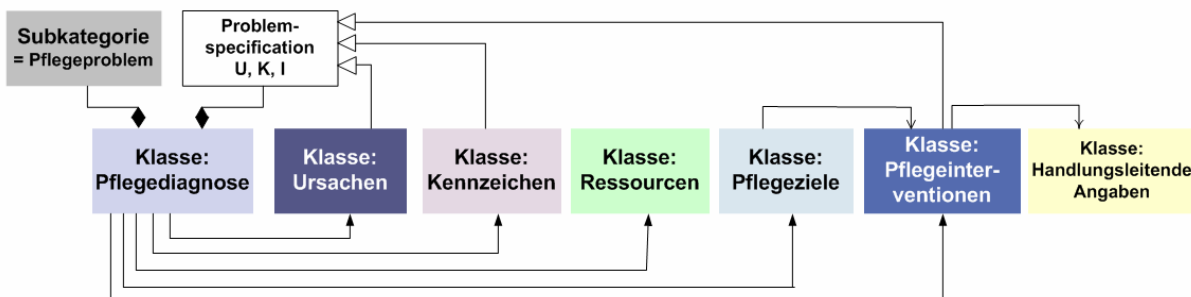 Subkategorie
= Pflegeproblem
Problem-
specification
U, K, I
Klasse:
Pflegediagnose
Klasse:
Ursachen
Klasse:
Kennzeichen
Klasse:
Ressourcen
Klasse:
Pflegeziele
Klasse:
Pflegeinter-
ventionen
Klasse:
Handlungsleitende
Angaben